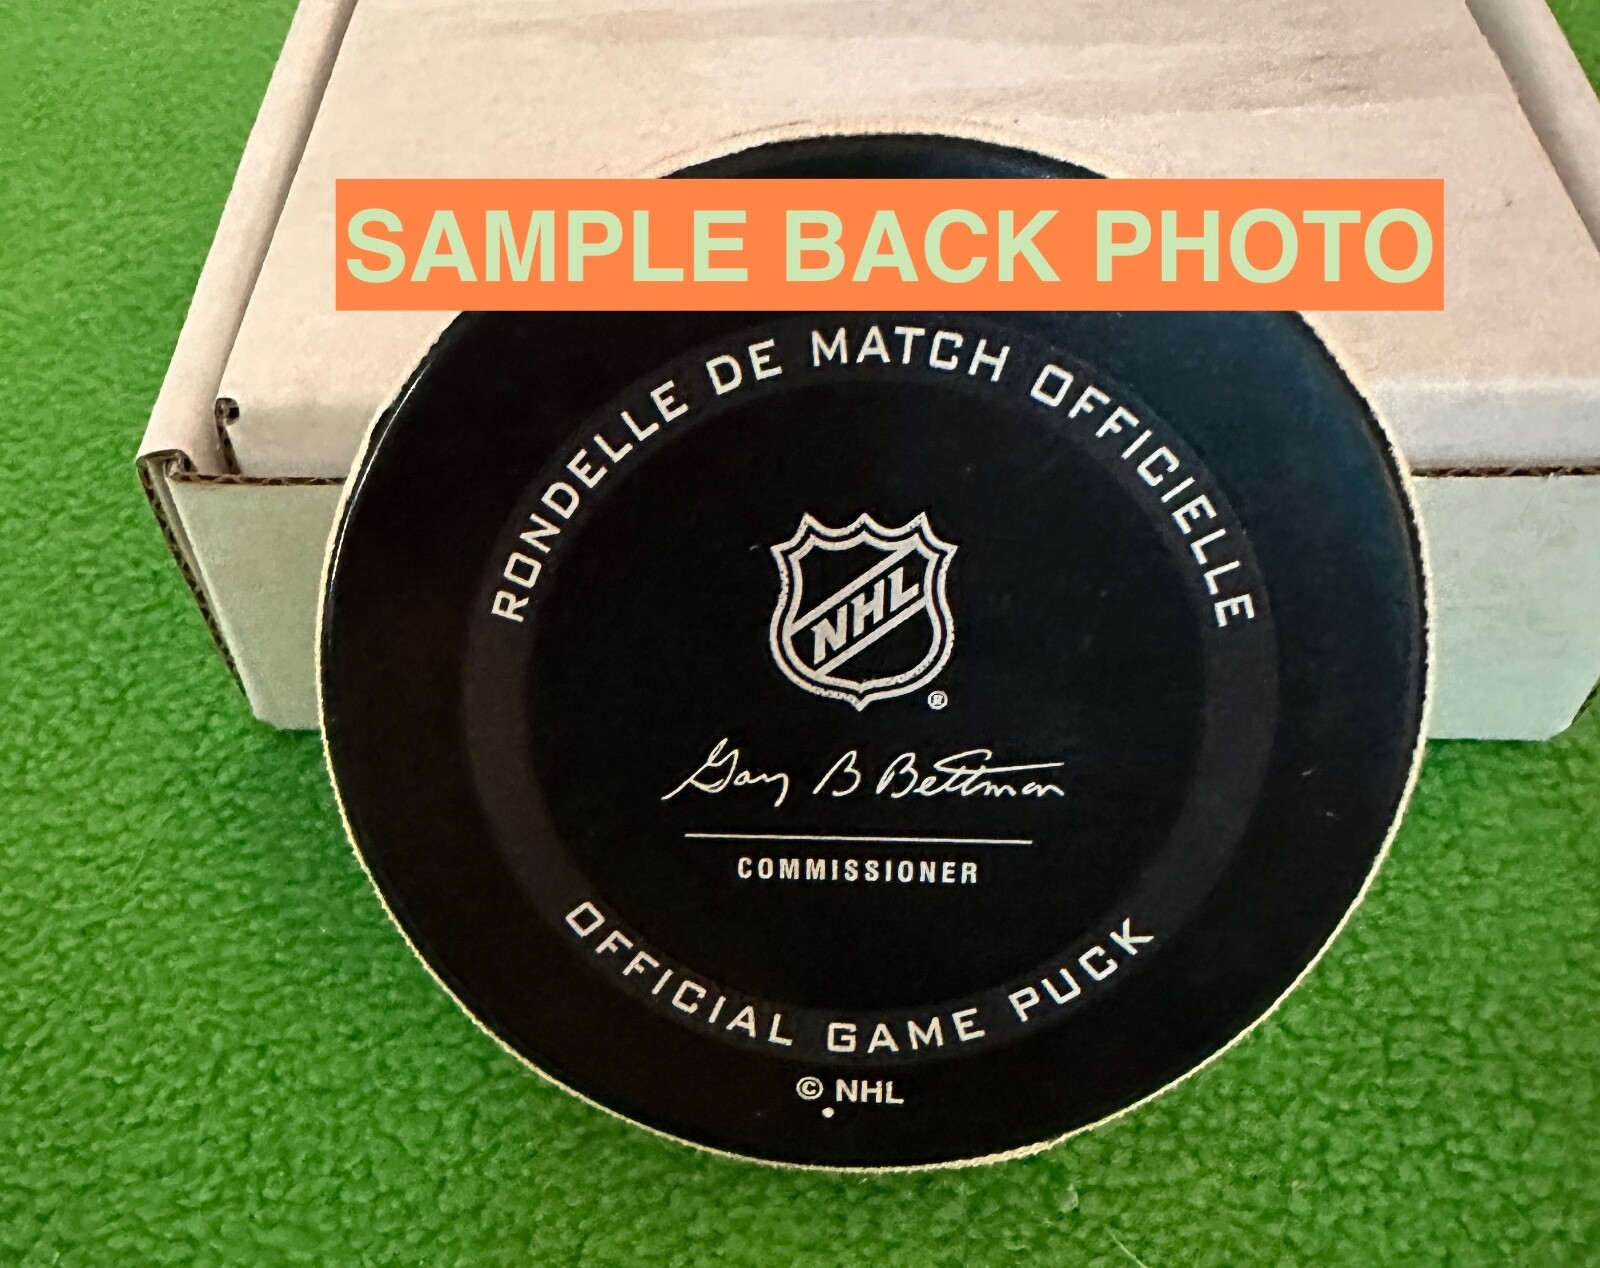 SAMPLE BACK PHOTO
RONDELLE DE MATCH OFFICIELLE
NHL
®
Gary B Bettman
COMMISSIONER
OFFICIAL GAME PUCK
© NHL